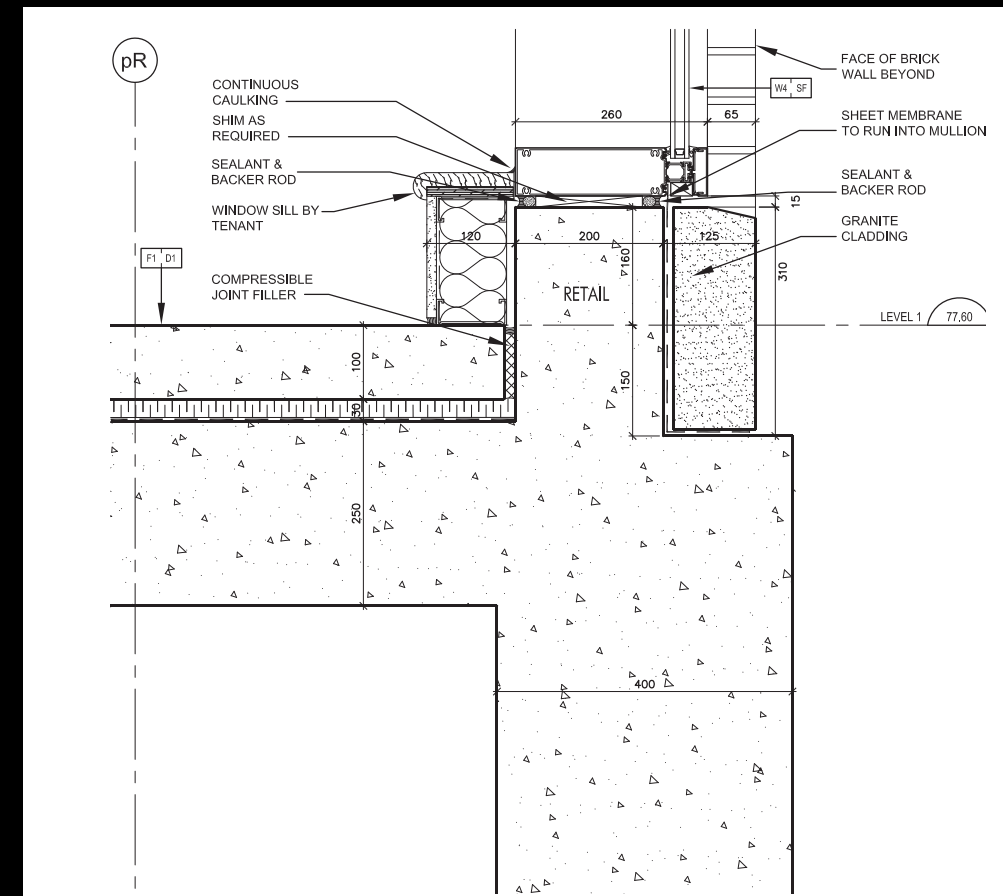 pR
CONTINUOUS
CAULKING
SHIM AS
REQUIRED
SEALANT &
BACKER ROD
WINDOW SILL BY
TENANT
F1 D1
COMPRESSIBLE
JOINT FILLER
FACE OF BRICK
WALL BEYOND
W4 SF
260
65
SHEET MEMBRANE
TO RUN INTO MULLION
SEALANT &
BACKER ROD
15
GRANITE
CLADDING
120
200
125
160
310
RETAIL
LEVEL 1
77,60
100
30
150
250
400